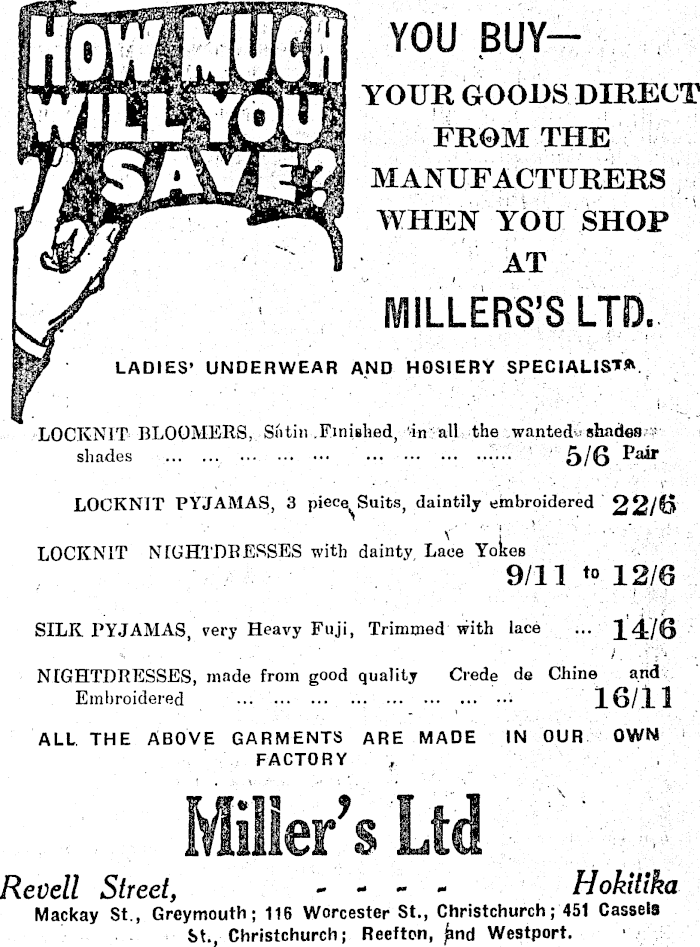 HOW MUCH
WILL YOU
SAVE?
YOU BUY—
YOUR GOODS DIRECT
FROM THE
MANUFACTURERS
WHEN YOU SHOP
AT
MILLERS'S LTD.
LADIES' UNDERWEAR AND HOSIERY SPECIALISTS.
LOCKNIT BLOOMERS, Satin Finished, in all the wanted shades
shades ... ... ... ... ... ... ... ... ... ...... 5/6 Pair
LOCKNIT PYJAMAS, 3 piece Suits, daintily embroidered 22/6
LOCKNIT NIGHTDRESSES with dainty Lace Yokes
9/11 to 12/6
SILK PYJAMAS, very Heavy Fuji, Trimmed with lace ... 14/6
NIGHTDRESSES, made from good quality Crede de Chine and
Embroidered ... ... ... ... ... ... ... ... 16/11
ALL THE ABOVE GARMENTS ARE MADE IN OUR OWN
FACTORY
Miller's Ltd
Revell Street, - - - - Hokitika
Mackay St., Greymouth; 116 Worcester St., Christchurch; 451 Cassels
St., Christchurch; Reefton, and Westport.